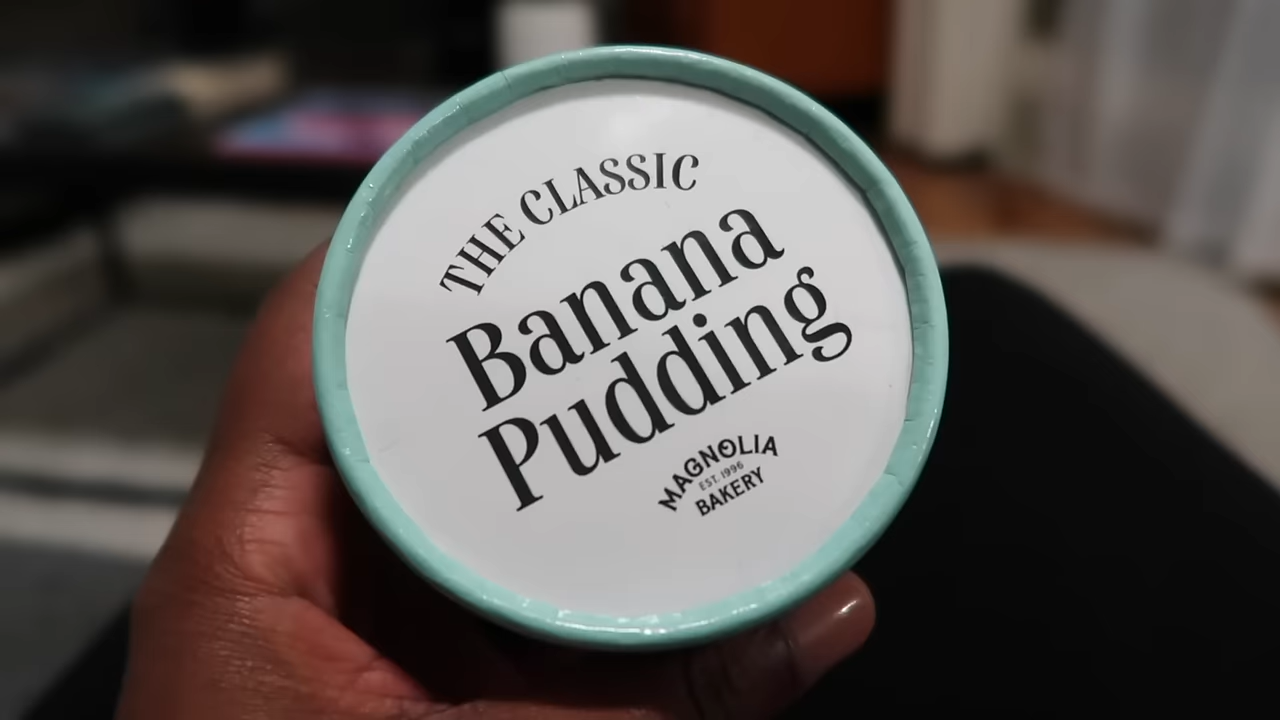 THE CLASSIC
Banana
Pudding
MAGNOLIA
EST. 1996
BAKERY